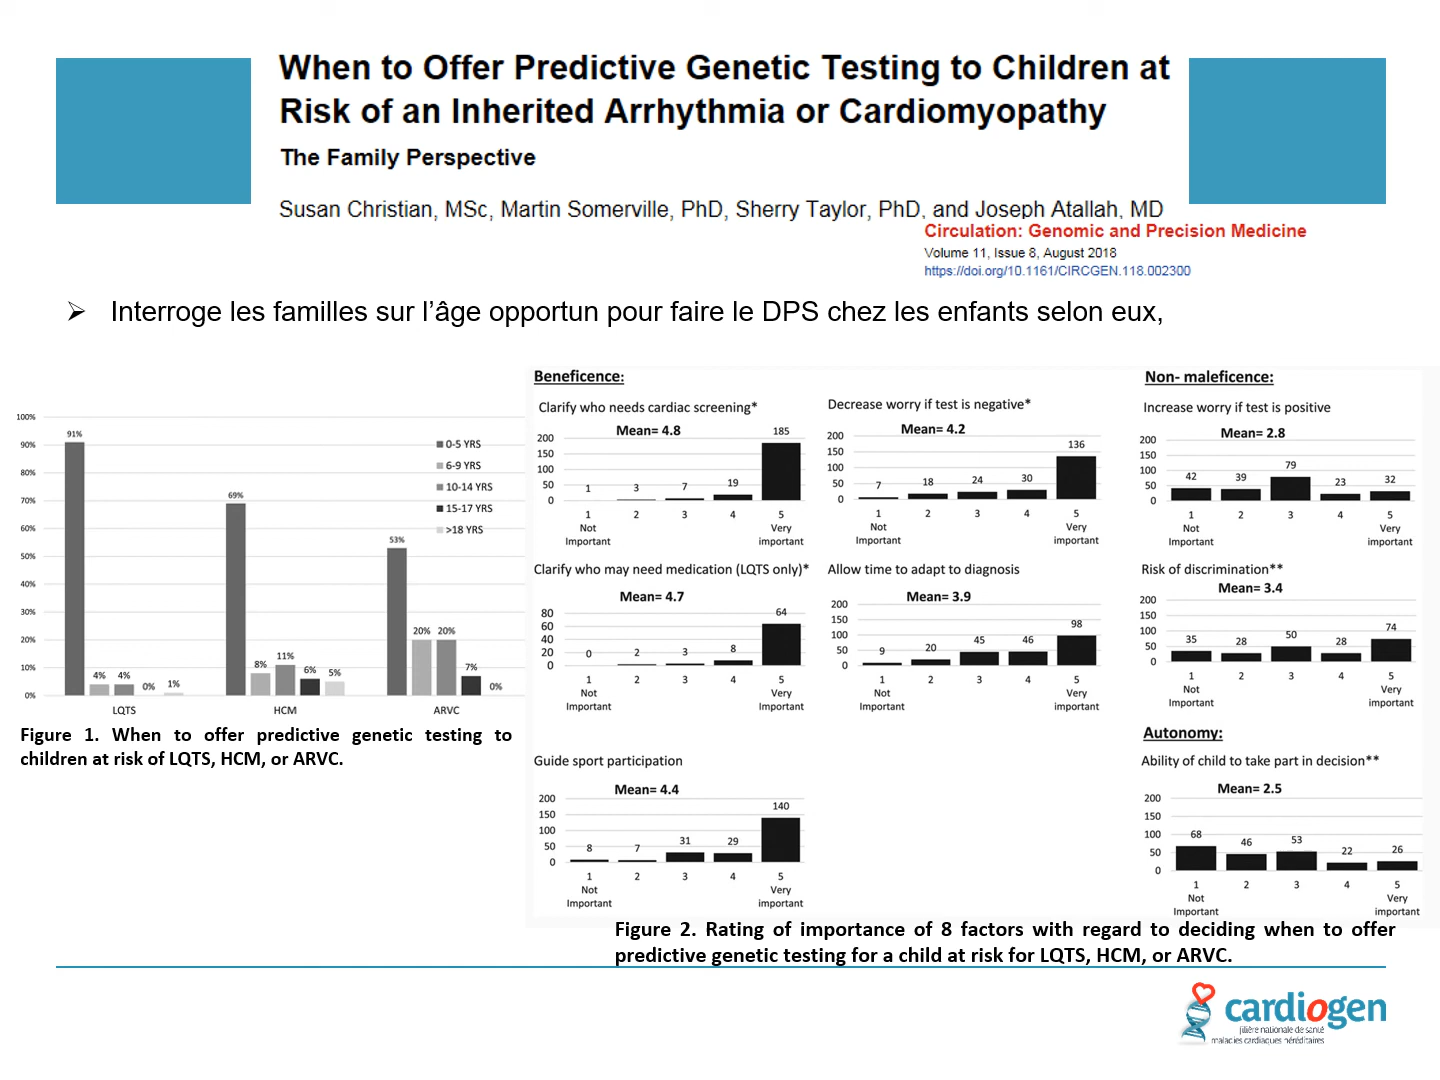 When to Offer Predictive Genetic Testing to Children at
Risk of an Inherited Arrhythmia or Cardiomyopathy
The Family Perspective
Susan Christian, MSc, Martin Somerville, PhD, Sherry Taylor, PhD, and Joseph Atallah, MD
Circulation: Genomic and Precision Medicine
Volume 11, Issue 8, August 2018
https://doi.org/10.1161/CIRCGEN.118.002300
➢ Interroge les familles sur l’âge opportun pour faire le DPS chez les enfants selon eux,
100%
90%
80%
70%
60%
50%
40%
30%
20%
10%
0%
91%
4%
4%
0%
1%
69%
8%
11%
6%
5%
53%
20%
20%
7%
0%
0-5 YRS
6-9 YRS
10-14 YRS
15-17 YRS
>18 YRS
LQTS
HCM
ARVC
Figure 1. When to offer predictive genetic testing to
children at risk of LQTS, HCM, or ARVC.
Beneficence:
Clarify who needs cardiac screening*
Mean= 4.8
200
150
100
50
0
1
3
7
19
185
1 2 3 4 5
Not Very
Important important
Decrease worry if test is negative*
Mean= 4.2
200
150
100
50
0
7
18
24
30
136
1 2 3 4 5
Not Very
Important important
Non- maleficence:
Increase worry if test is positive
Mean= 2.8
200
150
100
50
0
42
39
79
23
32
1 2 3 4 5
Not Very
Important important
Clarify who may need medication (LQTS only)*
Mean= 4.7
80
60
40
20
0
0
2
3
8
64
1 2 3 4 5
Not Very
Important Important
Allow time to adapt to diagnosis
Mean= 3.9
200
150
100
50
0
9
20
45
46
98
1 2 3 4 5
Not Very
Important important
Risk of discrimination**
Mean= 3.4
200
150
100
50
0
35
28
50
28
74
1 2 3 4 5
Not Very
Important important
Guide sport participation
Mean= 4.4
200
150
100
50
0
8
7
31
29
140
1 2 3 4 5
Not Very
Important important
Autonomy:
Ability of child to take part in decision**
Mean= 2.5
200
150
100
50
0
68
46
53
22
26
1 2 3 4 5
Not Very
Important important
Figure 2. Rating of importance of 8 factors with regard to deciding when to offer
predictive genetic testing for a child at risk for LQTS, HCM, or ARVC.
cardiogen
filière nationale de santé
maladies cardiaques héréditaires